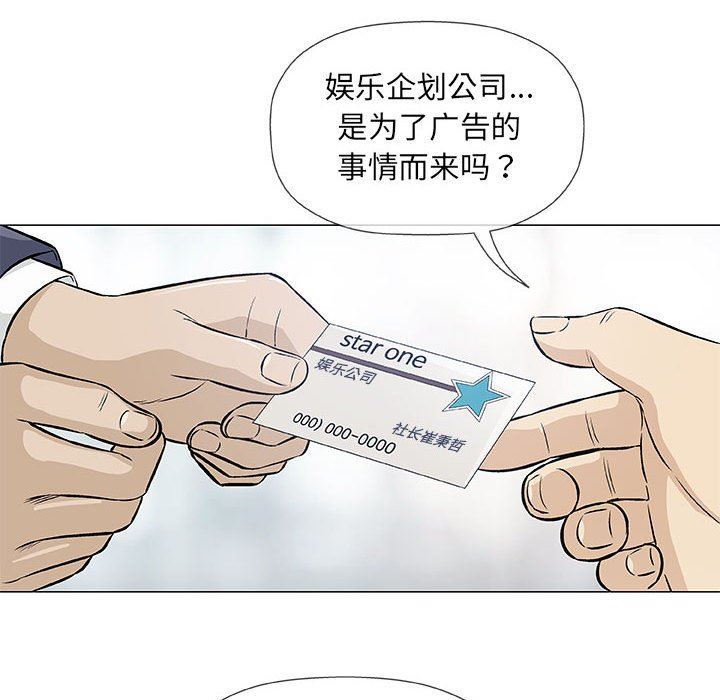 娱乐企划公司...
是为了广告的
事情而来吗？
star one
娱乐公司
社长崔秉哲
000) 000-0000